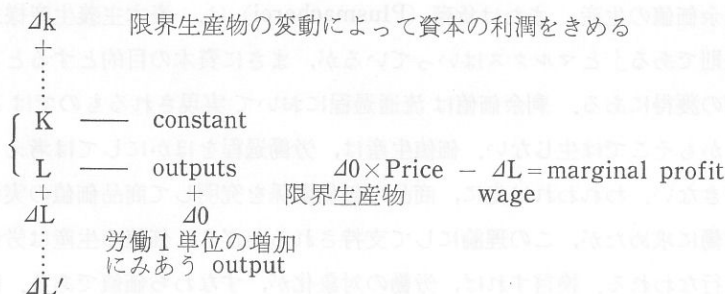 Δk 限界生産物の変動によって資本の利潤をきめる
+
K —— constant
L —— outputs Δ0×Price − ΔL=marginal profit
+ + 限界生産物 wage
ΔL Δ0
労働1単位の増加
にみあう output
ΔL'